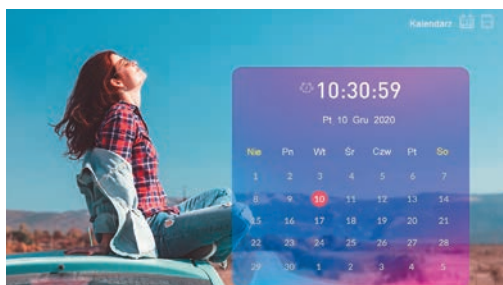 Kalendarz
10:30:59
Pt 10 Gru 2020
Nie Pn Wt Śr Czw Pt So
1 2 3 4 5 6 7
8 9 10 11 12 13 14
15 16 17 18 19 20 21
22 23 24 25 26 27 28
29 30 1 2 3 4 5